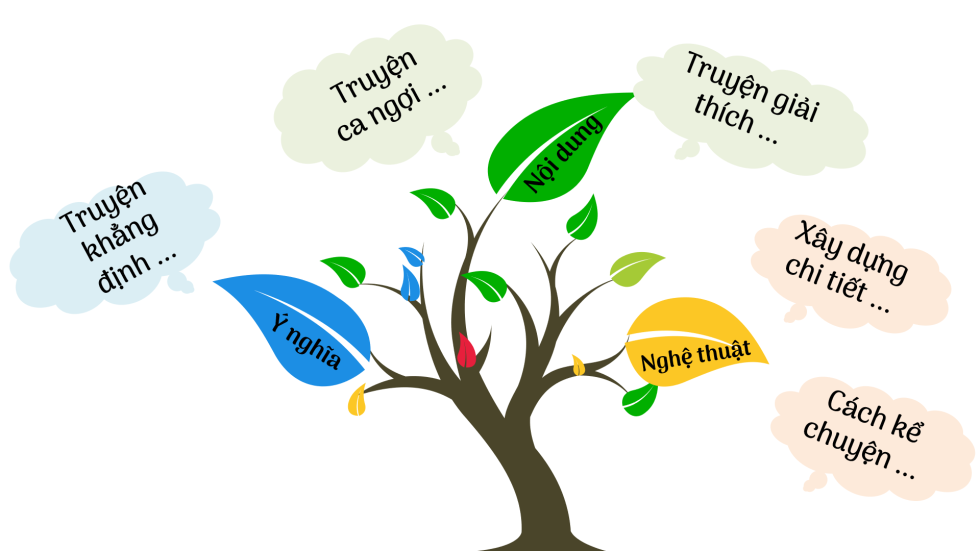 Truyện
ca ngợi ...
Truyện giải
thích ...
Nội dung
Truyện
khẳng
định ...
Ý nghĩa
Xây dựng
chi tiết ...
Nghệ thuật
Cách kể
chuyện ...